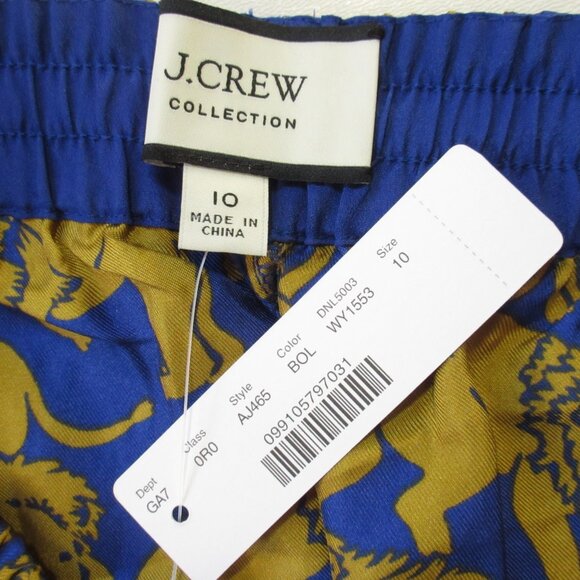 J.CREW
COLLECTION
10
MADE IN
CHINA
Dept Class Style Color DNL5003 Size
GA7 0R0 AJ465 BOL WY1553 10
099105797031